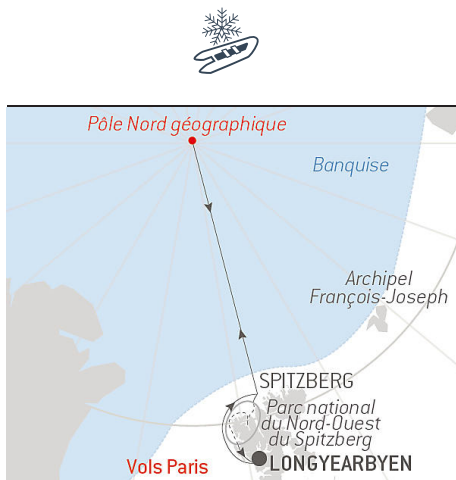 Pôle Nord géographique
Banquise
Archipel
François-Joseph
SPITZBERG
Parc national
du Nord-Ouest
du Spitzberg
Vols Paris
LONGYEARBYEN